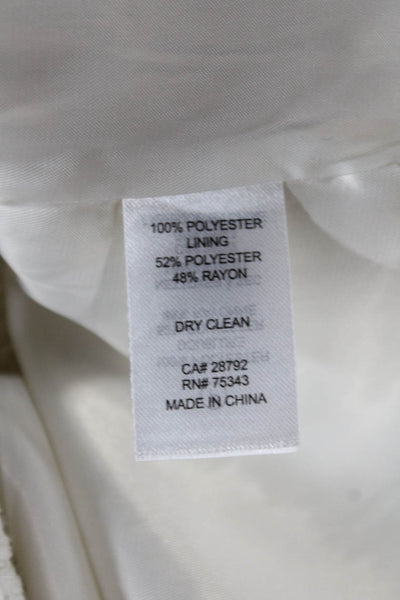 100% POLYESTER
LINING
52% POLYESTER
48% RAYON
DRY CLEAN
CA# 28792
RN# 75343
MADE IN CHINA